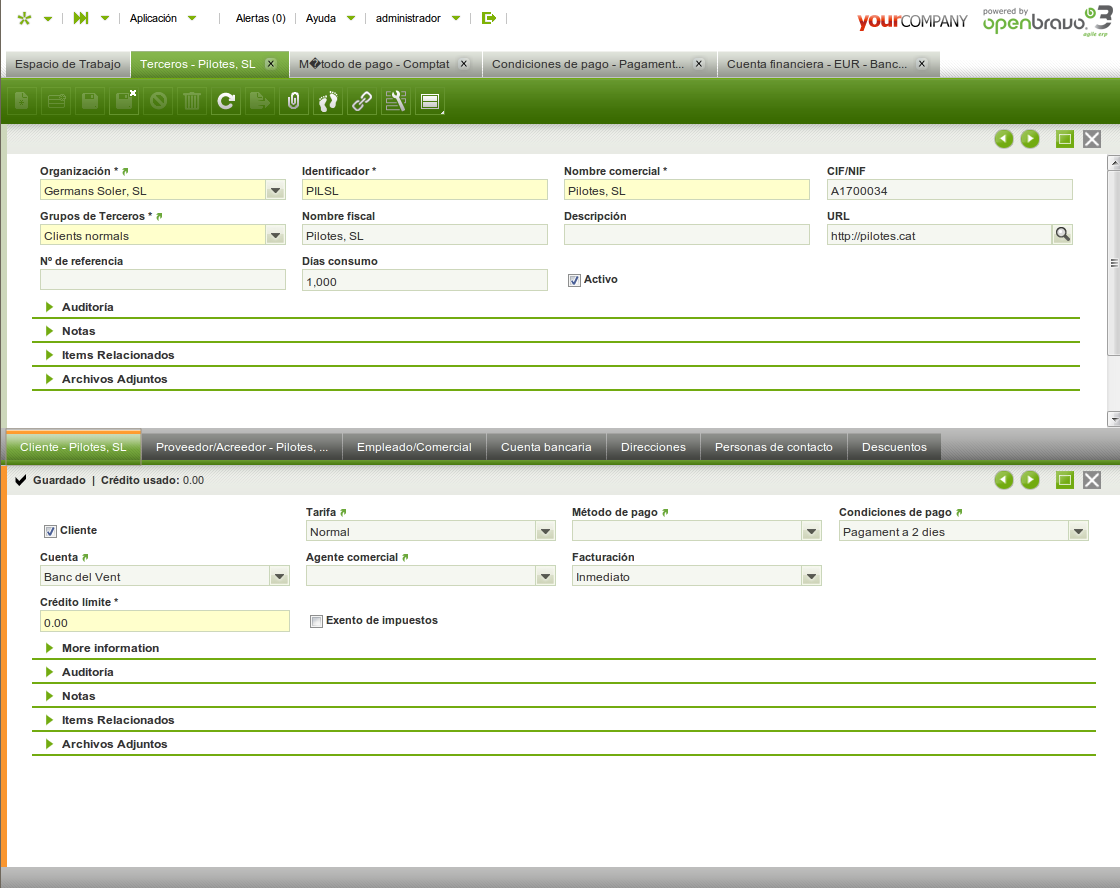 Aplicación Alertas (0) Ayuda administrador yourCOMPANY powered by openbravo 3 agile erp
Espacio de Trabajo Terceros - Pilotes, SL M�todo de pago - Comptat Condiciones de pago - Pagament... Cuenta financiera - EUR - Banc...
Organización * Identificador * Nombre comercial * CIF/NIF
Germans Soler, SL PILSL Pilotes, SL A1700034
Grupos de Terceros * Nombre fiscal Descripción URL
Clients normals Pilotes, SL http://pilotes.cat
Nº de referencia Días consumo
1,000 Activo
Auditoría
Notas
Items Relacionados
Archivos Adjuntos
Cliente - Pilotes, SL Proveedor/Acreedor - Pilotes, ... Empleado/Comercial Cuenta bancaria Direcciones Personas de contacto Descuentos
Guardado | Crédito usado: 0.00
Tarifa Método de pago Condiciones de pago
Cliente Normal Pagament a 2 dies
Cuenta Agente comercial Facturación
Banc del Vent Inmediato
Crédito límite *
0.00 Exento de impuestos
More information
Auditoría
Notas
Items Relacionados
Archivos Adjuntos